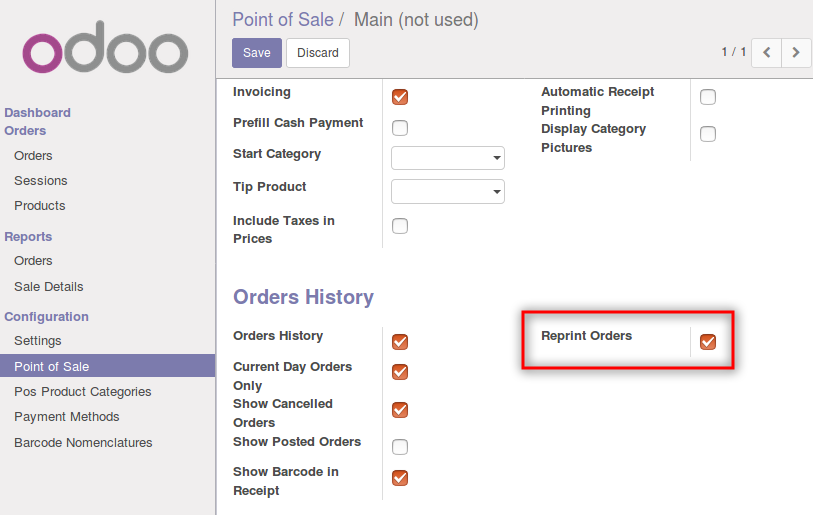 odoo
Dashboard
Orders
Orders
Sessions
Products
Reports
Orders
Sale Details
Configuration
Settings
Point of Sale
Pos Product Categories
Payment Methods
Barcode Nomenclatures
Point of Sale / Main (not used)
Save Discard
1 / 1
Invoicing
Prefill Cash Payment
Start Category
Tip Product
Include Taxes in
Prices
Automatic Receipt
Printing
Display Category
Pictures
Orders History
Orders History
Current Day Orders
Only
Show Cancelled
Orders
Show Posted Orders
Show Barcode in
Receipt
Reprint Orders